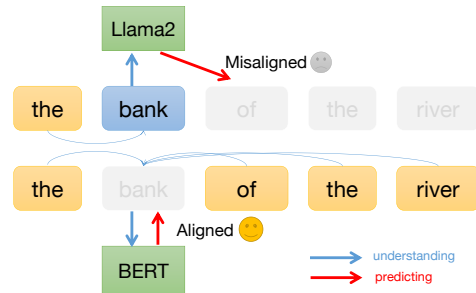 Llama2
Misaligned
the bank of the river
the bank of the river
Aligned
BERT
understanding
predicting